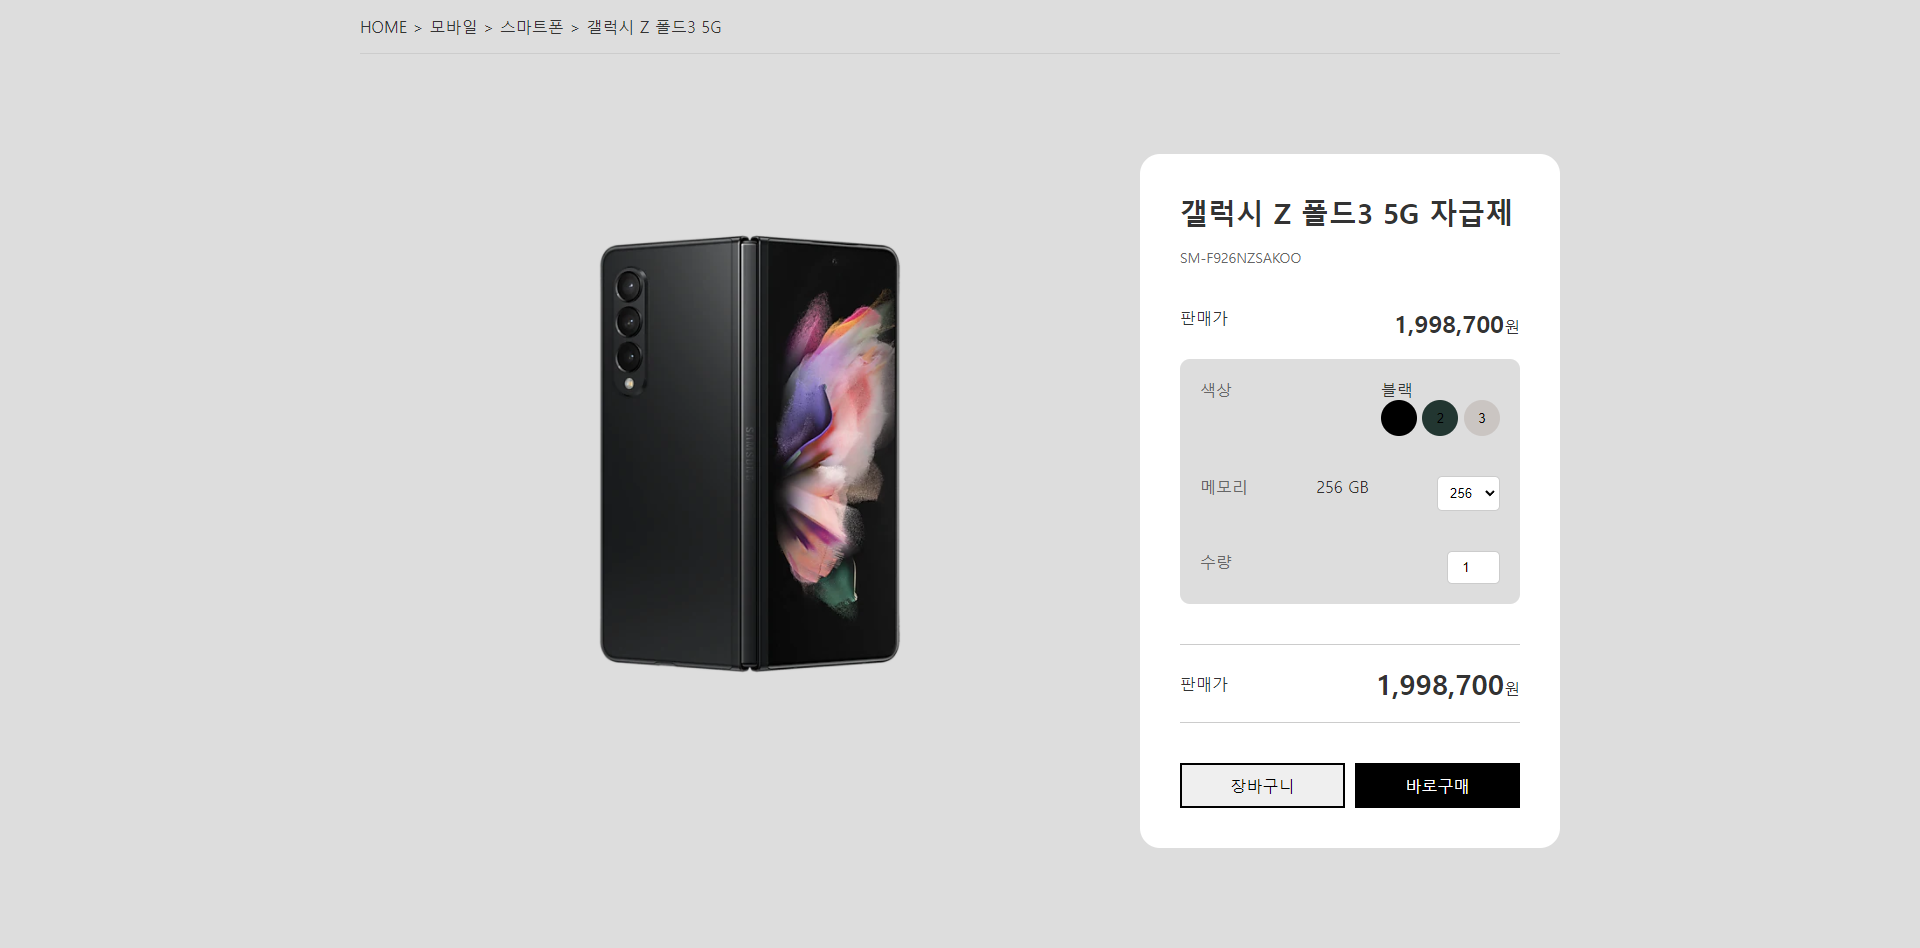 HOME > 모바일 > 스마트폰 > 갤럭시 Z 폴드3 5G
갤럭시 Z 폴드3 5G 자급제
SM-F926NZSAKOO
판매가 1,998,700원
색상 블랙
2 3
메모리 256 GB 256
수량 1
판매가 1,998,700원
장바구니 바로구매
SAMSUNG